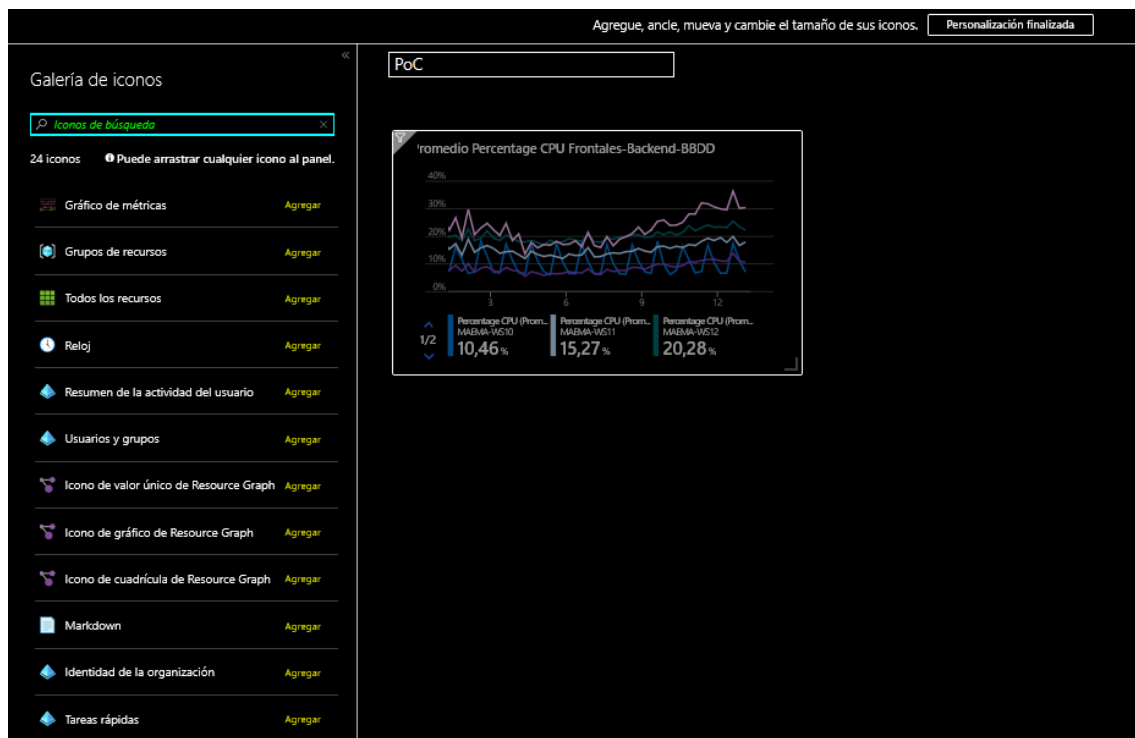 Agregue, ancle, mueva y cambie el tamaño de sus iconos. Personalización finalizada
«
Galería de iconos
Iconos de búsqueda
24 iconos Puede arrastrar cualquier icono al panel.
Gráfico de métricas Agregar
Grupos de recursos Agregar
Todos los recursos Agregar
Reloj Agregar
Resumen de la actividad del usuario Agregar
Usuarios y grupos Agregar
Icono de valor único de Resource Graph Agregar
Icono de gráfico de Resource Graph Agregar
Icono de cuadrícula de Resource Graph Agregar
Markdown Agregar
Identidad de la organización Agregar
Tareas rápidas Agregar
PoC
'romedio Percentage CPU Frontales-Backend-BBDD
40%
30%
20%
10%
0%
3 6 9 12
1/2
Percentage CPU (Prom...
MAEMA-WS10
10,46 %
Percentage CPU (Prom...
MAEMA-WS11
15,27 %
Percentage CPU (Prom...
MAEMA-WS12
20,28 %